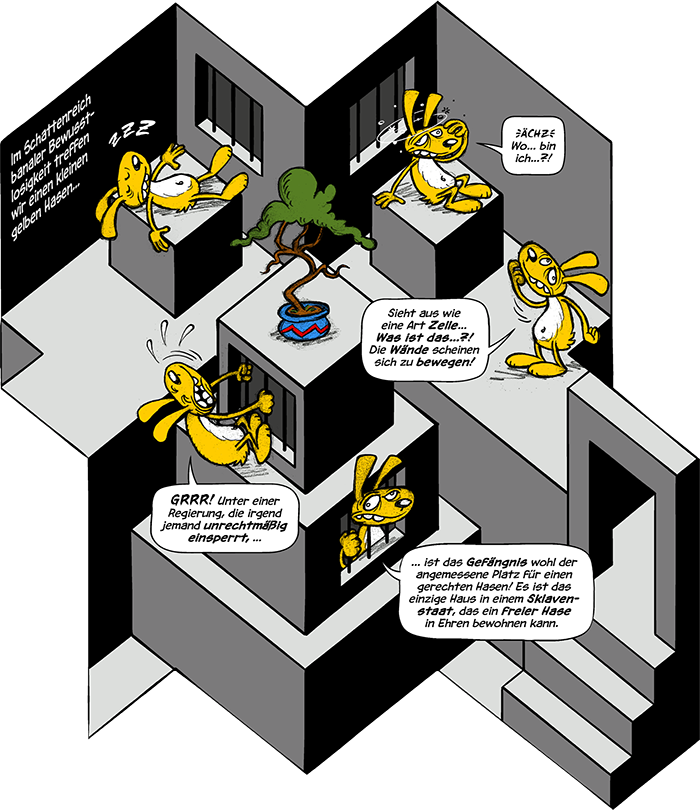 Im Schattenreich
banaler Bewusst-
losigkeit treffen
wir einen kleinen
gelben Hasen...
ZZZ
ÄCHZ
Wo... bin
ich...?!
Sieht aus wie
eine Art Zelle...
Was ist das...?!
Die Wände scheinen
sich zu bewegen!
GRRR! Unter einer
Regierung, die irgend
jemand unrechtmäßig
einsperrt, ...
... ist das Gefängnis wohl der
angemessene Platz für einen
gerechten Hasen! Es ist das
einzige Haus in einem Sklaven-
staat, das ein freier Hase
in Ehren bewohnen kann.